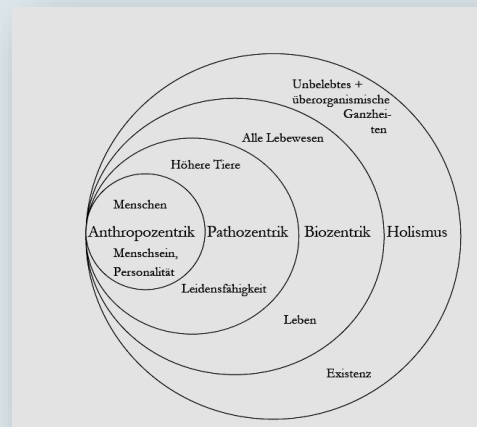 Unbelebtes +
überorganismische
Ganzhei-
ten
Alle Lebewesen
Höhere Tiere
Menschen
Anthropozentrik Pathozentrik Biozentrik Holismus
Menschsein,
Personalität
Leidensfähigkeit
Leben
Existenz